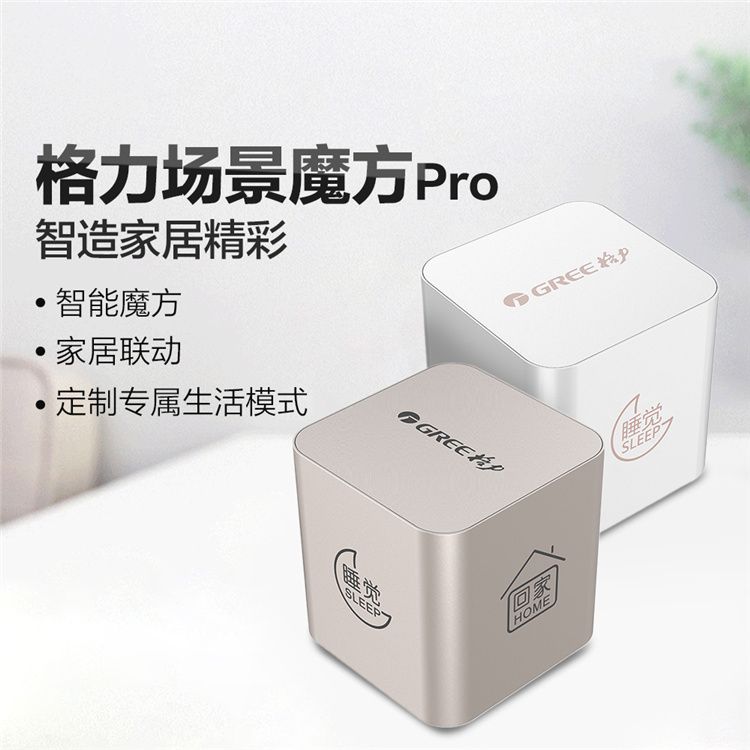 格力场景魔方Pro
智造家居精彩
• 智能魔方
• 家居联动
• 定制专属生活模式
GREE格力
睡觉
SLEEP
GREE格力
睡觉
SLEEP
回家
HOME